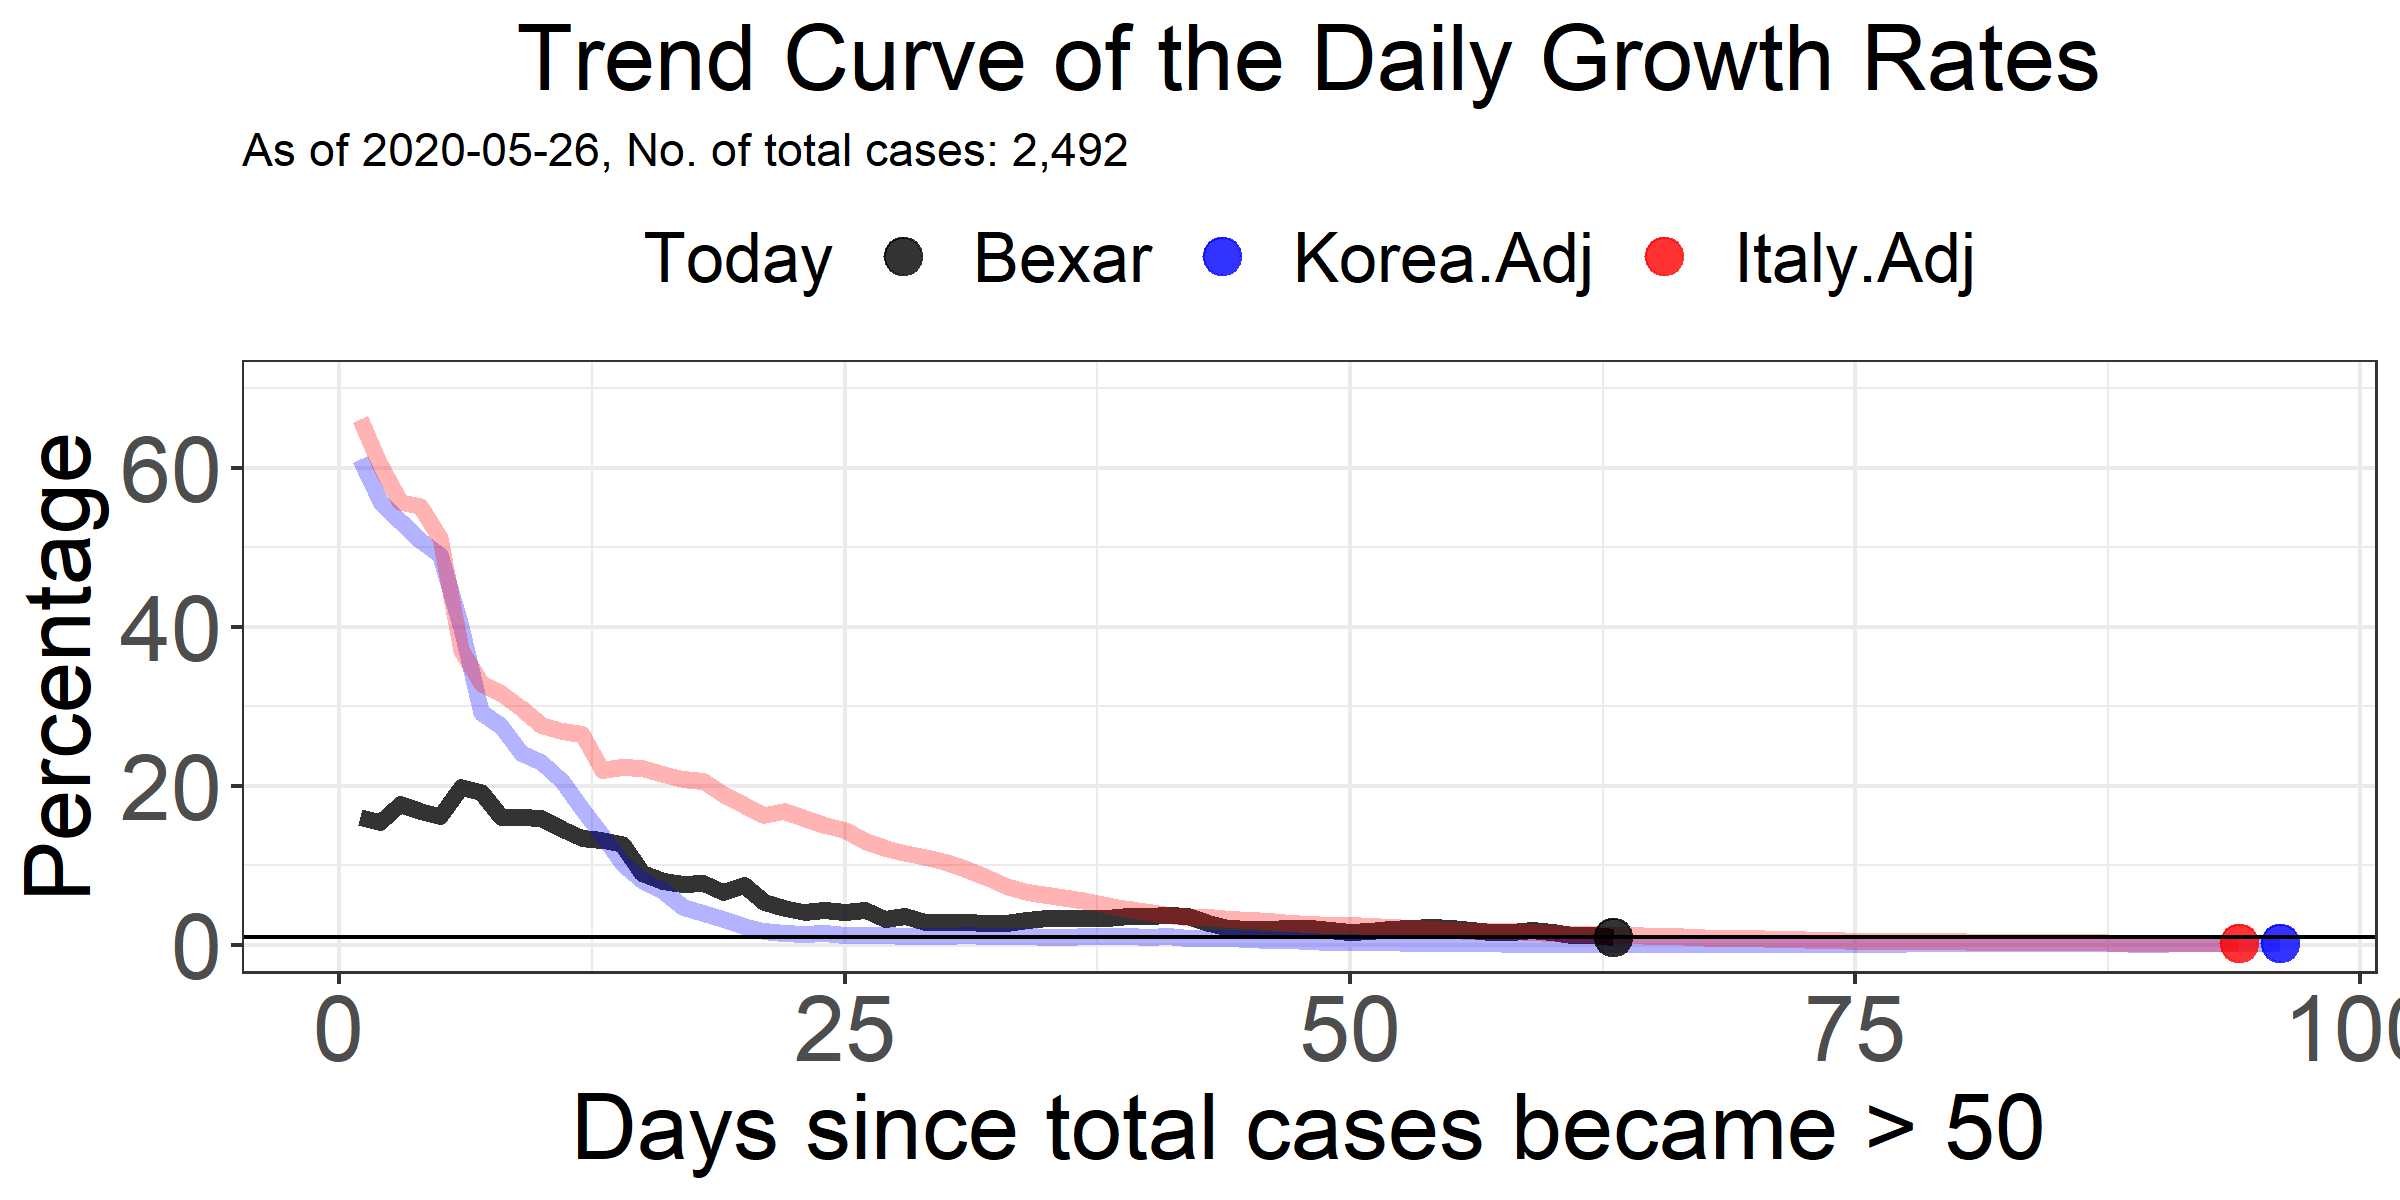 Trend Curve of the Daily Growth Rates
As of 2020-05-26, No. of total cases: 2,492
Today Bexar Korea.Adj Italy.Adj
Percentage
60
40
20
0
0 25 50 75 100
Days since total cases became > 50